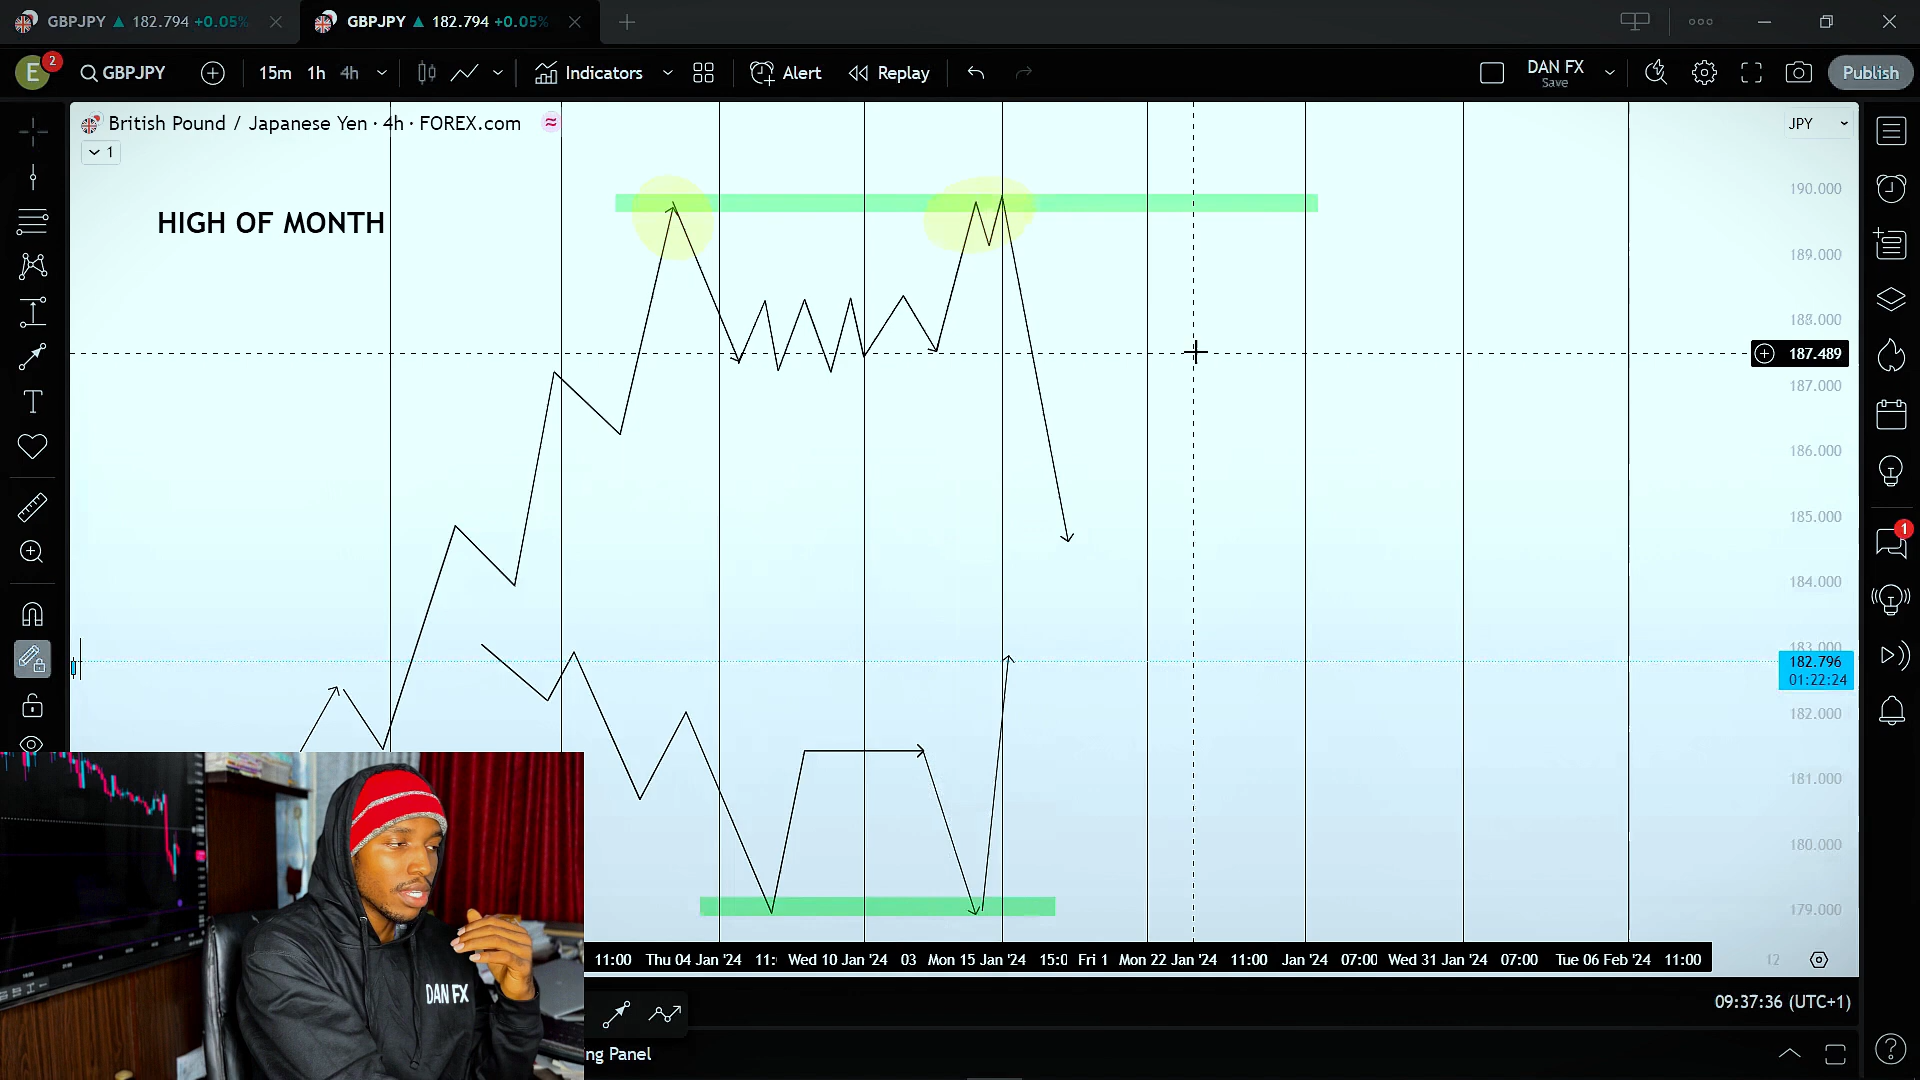 GBPJPY ▲ 182.794 +0.05%
GBPJPY ▲ 182.794 +0.05%
E 2 GBPJPY 15m 1h 4h Indicators Alert Replay DAN FX Save Publish
British Pound / Japanese Yen · 4h · FOREX.com
1
JPY
HIGH OF MONTH
190.000
189.000
188.000
187.489
187.000
186.000
185.000
184.000
183.000
182.796
01:22:24
182.000
181.000
180.000
179.000
1
DAN FX
11:00 Thu 04 Jan '24 11: Wed 10 Jan '24 03 Mon 15 Jan '24 15:0 Fri 1 Mon 22 Jan '24 11:00 Jan '24 07:00 Wed 31 Jan '24 07:00 Tue 06 Feb '24 11:00 12
09:37:36 (UTC+1)
ng Panel